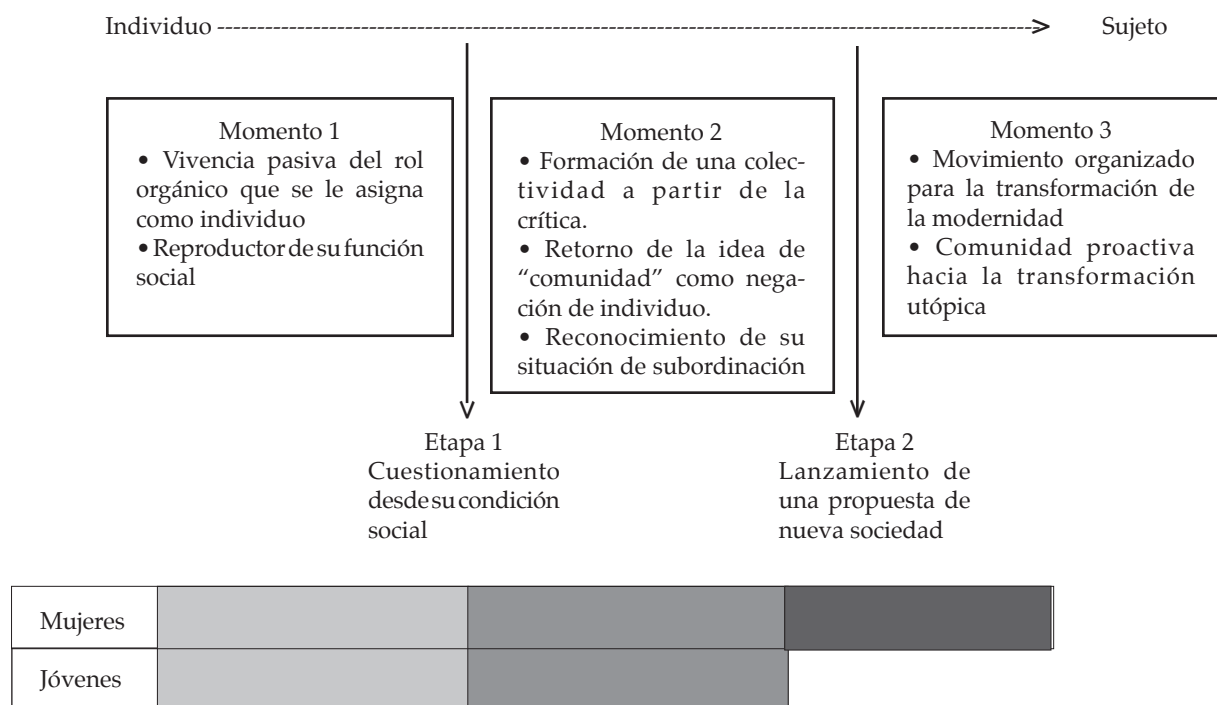 Individuo
Sujeto
Momento 1
• Vivencia pasiva del rol
orgánico que se le asigna
como individuo
• Reproductor de su función
social
Momento 2
• Formación de una colec-
tividad a partir de la
crítica.
• Retorno de la idea de
“comunidad” como nega-
ción de individuo.
• Reconocimiento de su
situación de subordinación
Momento 3
• Movimiento organizado
para la transformación de
la modernidad
• Comunidad proactiva
hacia la transformación
utópica
Etapa 1
Cuestionamiento
desde su condición
social
Etapa 2
Lanzamiento de
una propuesta de
nueva sociedad
Mujeres
Jóvenes